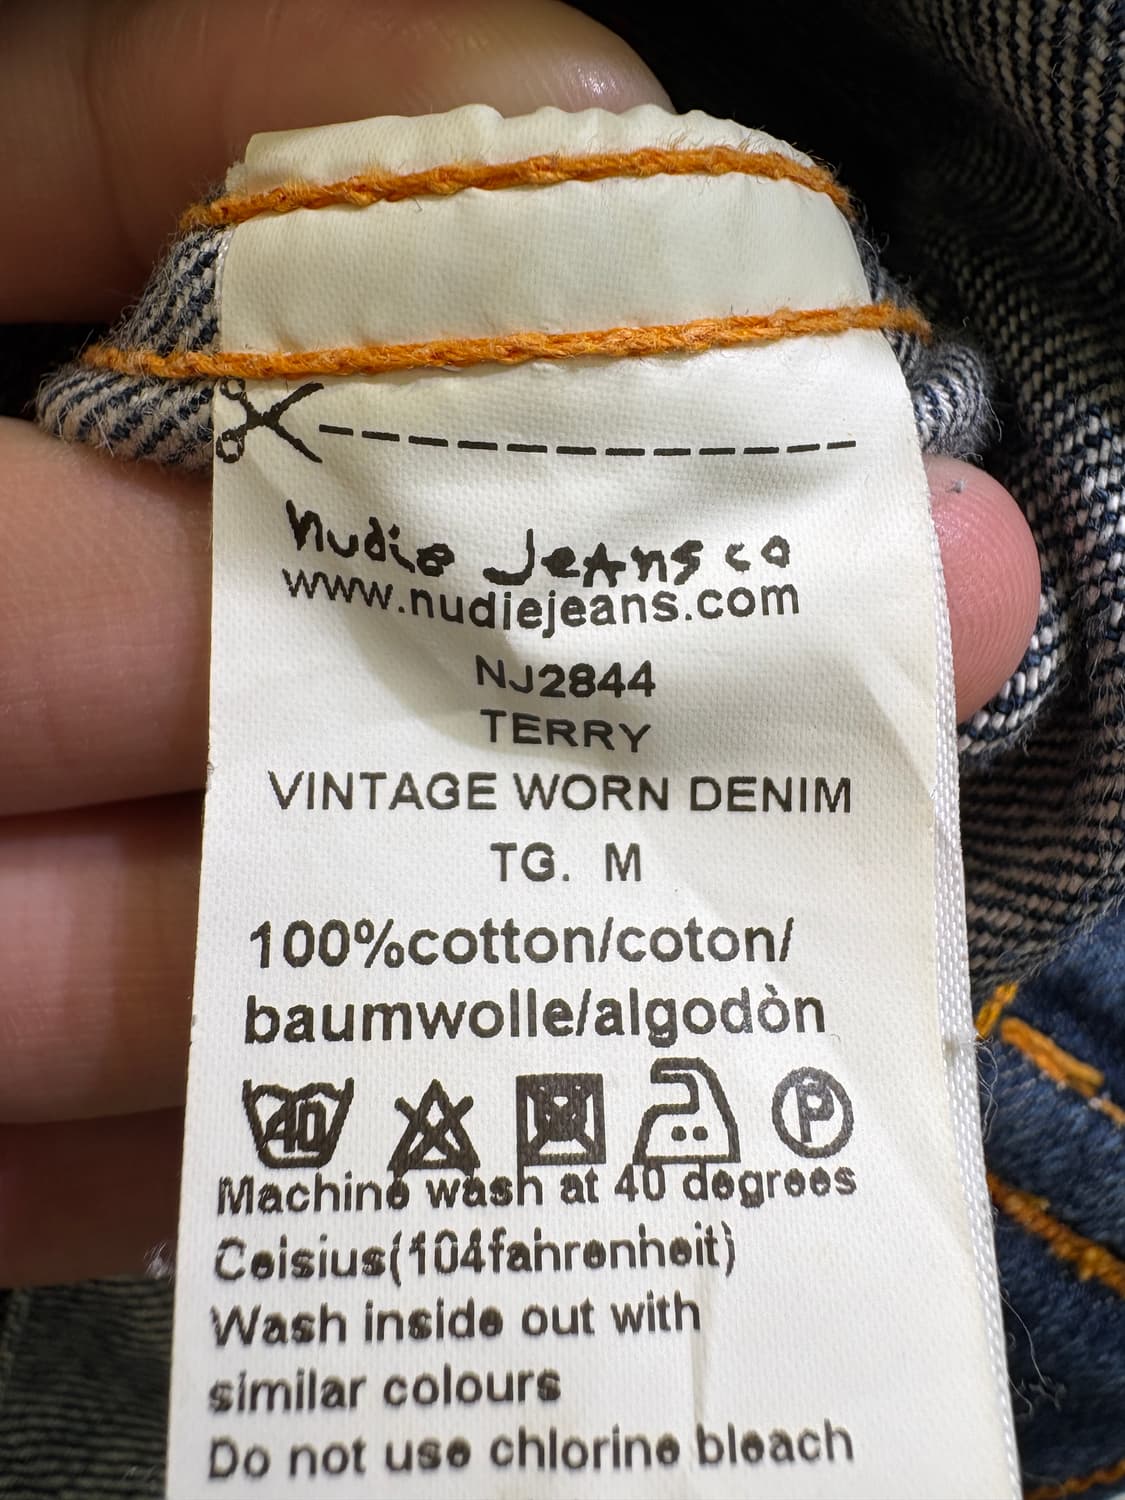 nudie Jeans co
www.nudiejeans.com
NJ2844
TERRY
VINTAGE WORN DENIM
TG. M
100%cotton/coton/
baumwolle/algodòn
40 P
Machine wash at 40 degrees
Celsius(104fahrenheit)
Wash inside out with
similar colours
Do not use chlorine bleach